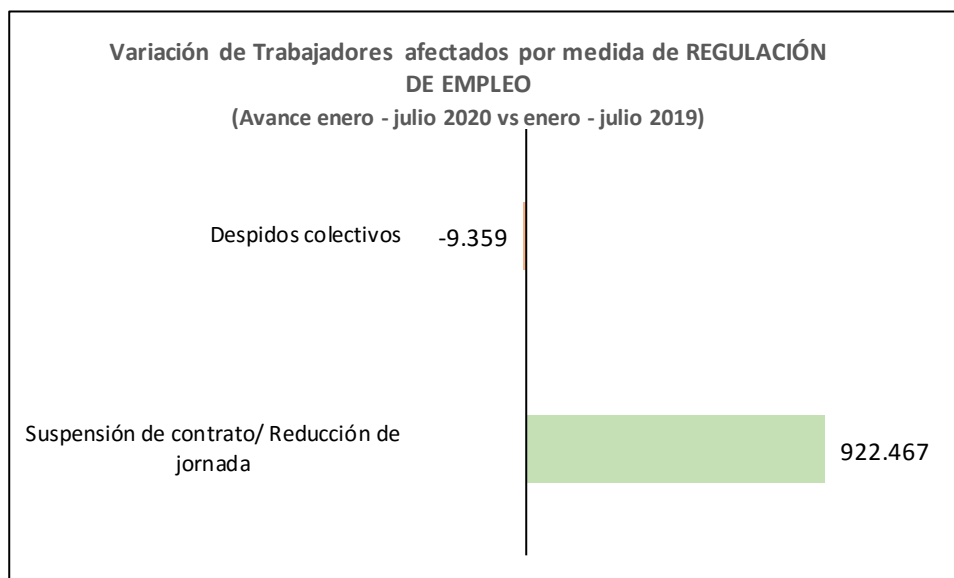 Variación de Trabajadores afectados por medida de REGULACIÓN
DE EMPLEO
(Avance enero - julio 2020 vs enero - julio 2019)
Despidos colectivos
-9.359
Suspensión de contrato/ Reducción de
jornada
922.467